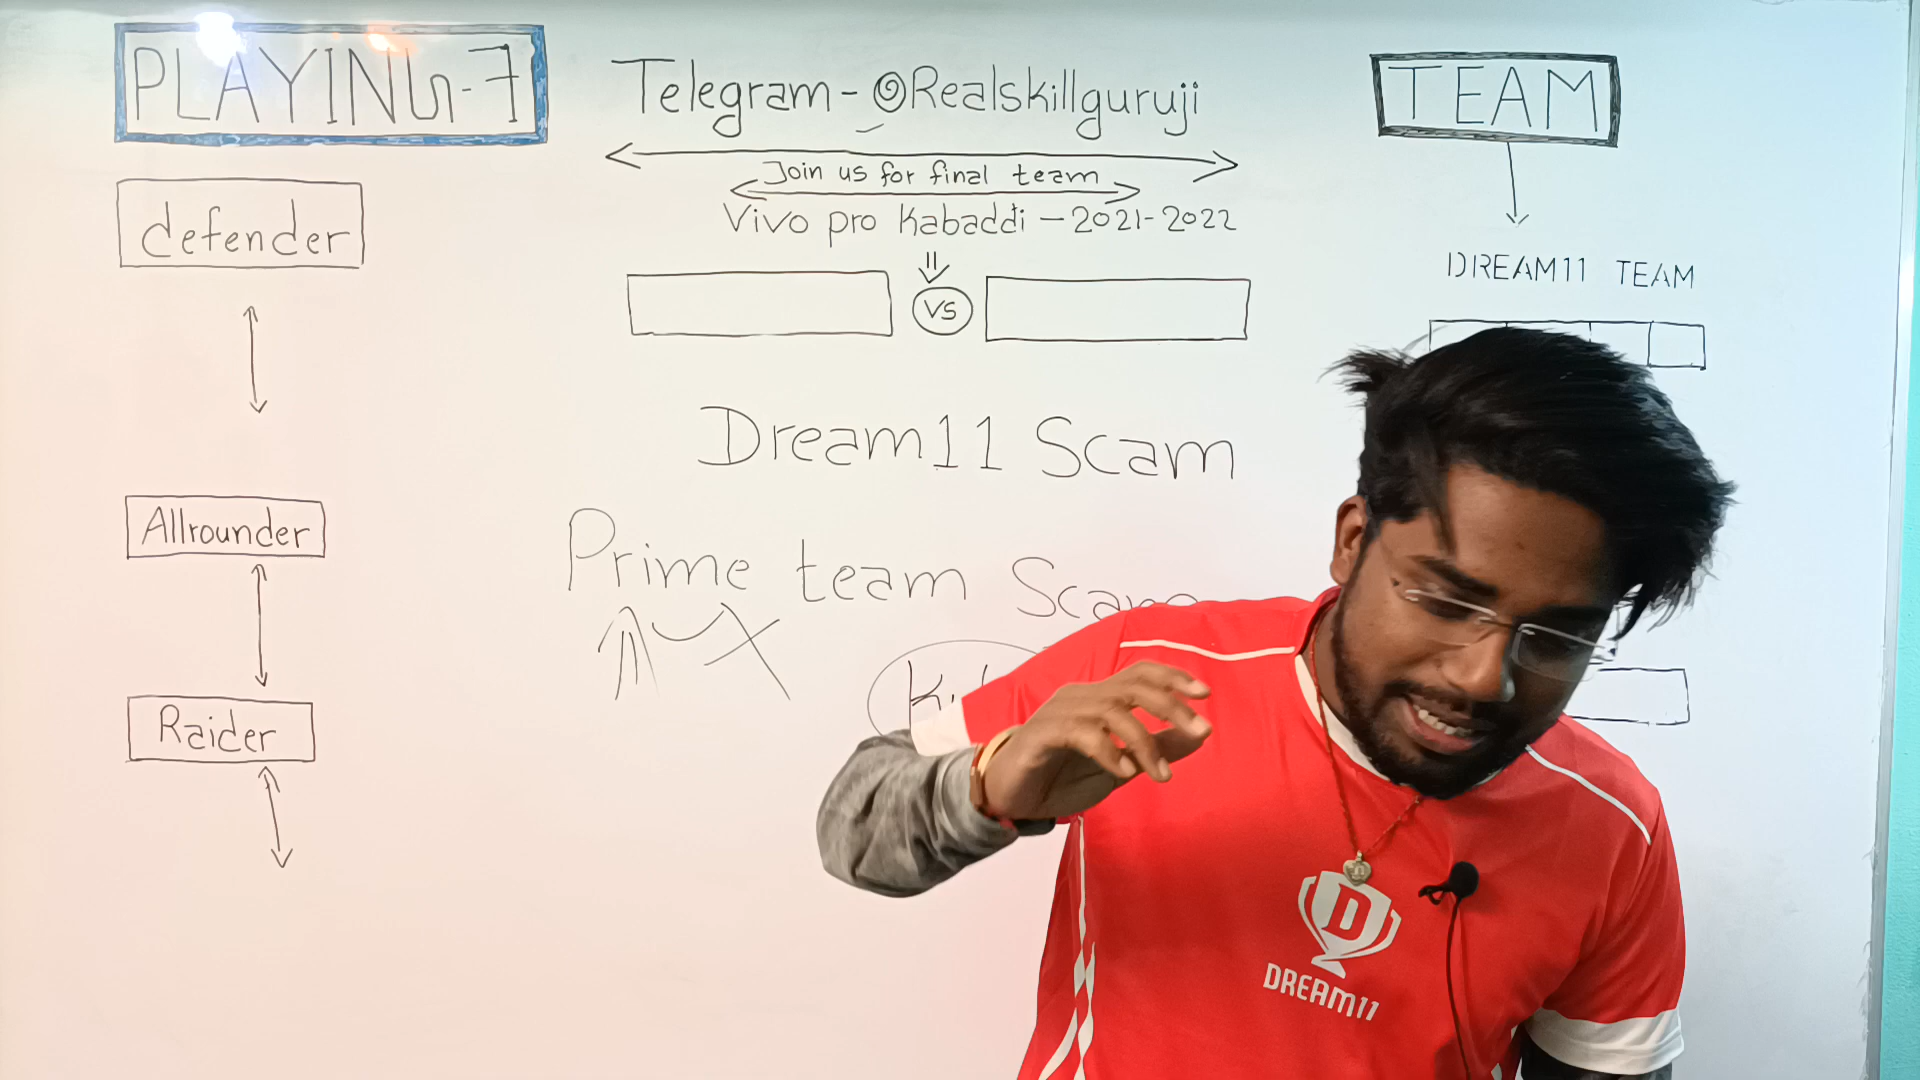 PLAYING-7
Telegram - @Realskillguruji
Join us for final team
Vivo pro Kabaddi - 2021-2022
VS
TEAM
DREAM11 TEAM
defender
Allrounder
Raider
Dream11 Scam
Prime team
D
DREAM11